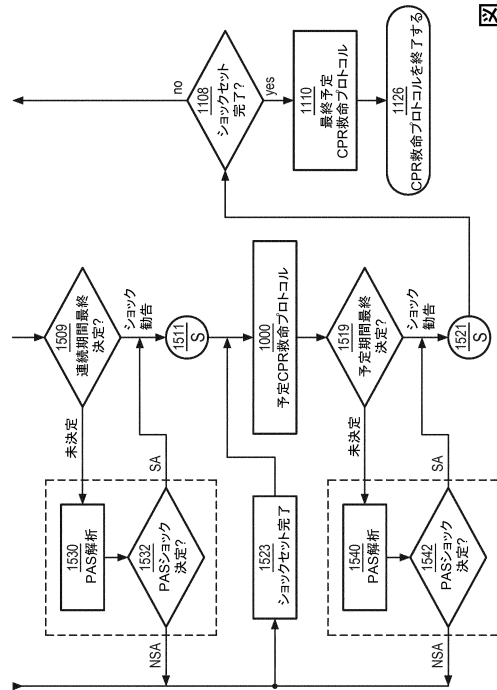 1509
連続期間最終
決定?
未決定
ショック
勧告
1530
PAS解析
1532
PASショック
決定?
SA
NSA
1511
S
1523
ショックセット完了
1000
予定CPR救命プロトコル
1519
予定期間最終
決定?
未決定
ショック
勧告
1540
PAS解析
1542
PASショック
決定?
SA
NSA
1521
S
1108
ショックセット
完了?
no
yes
1110
最終予定
CPR救命プロトコル
1126
CPR救命プロトコルを終了する
図